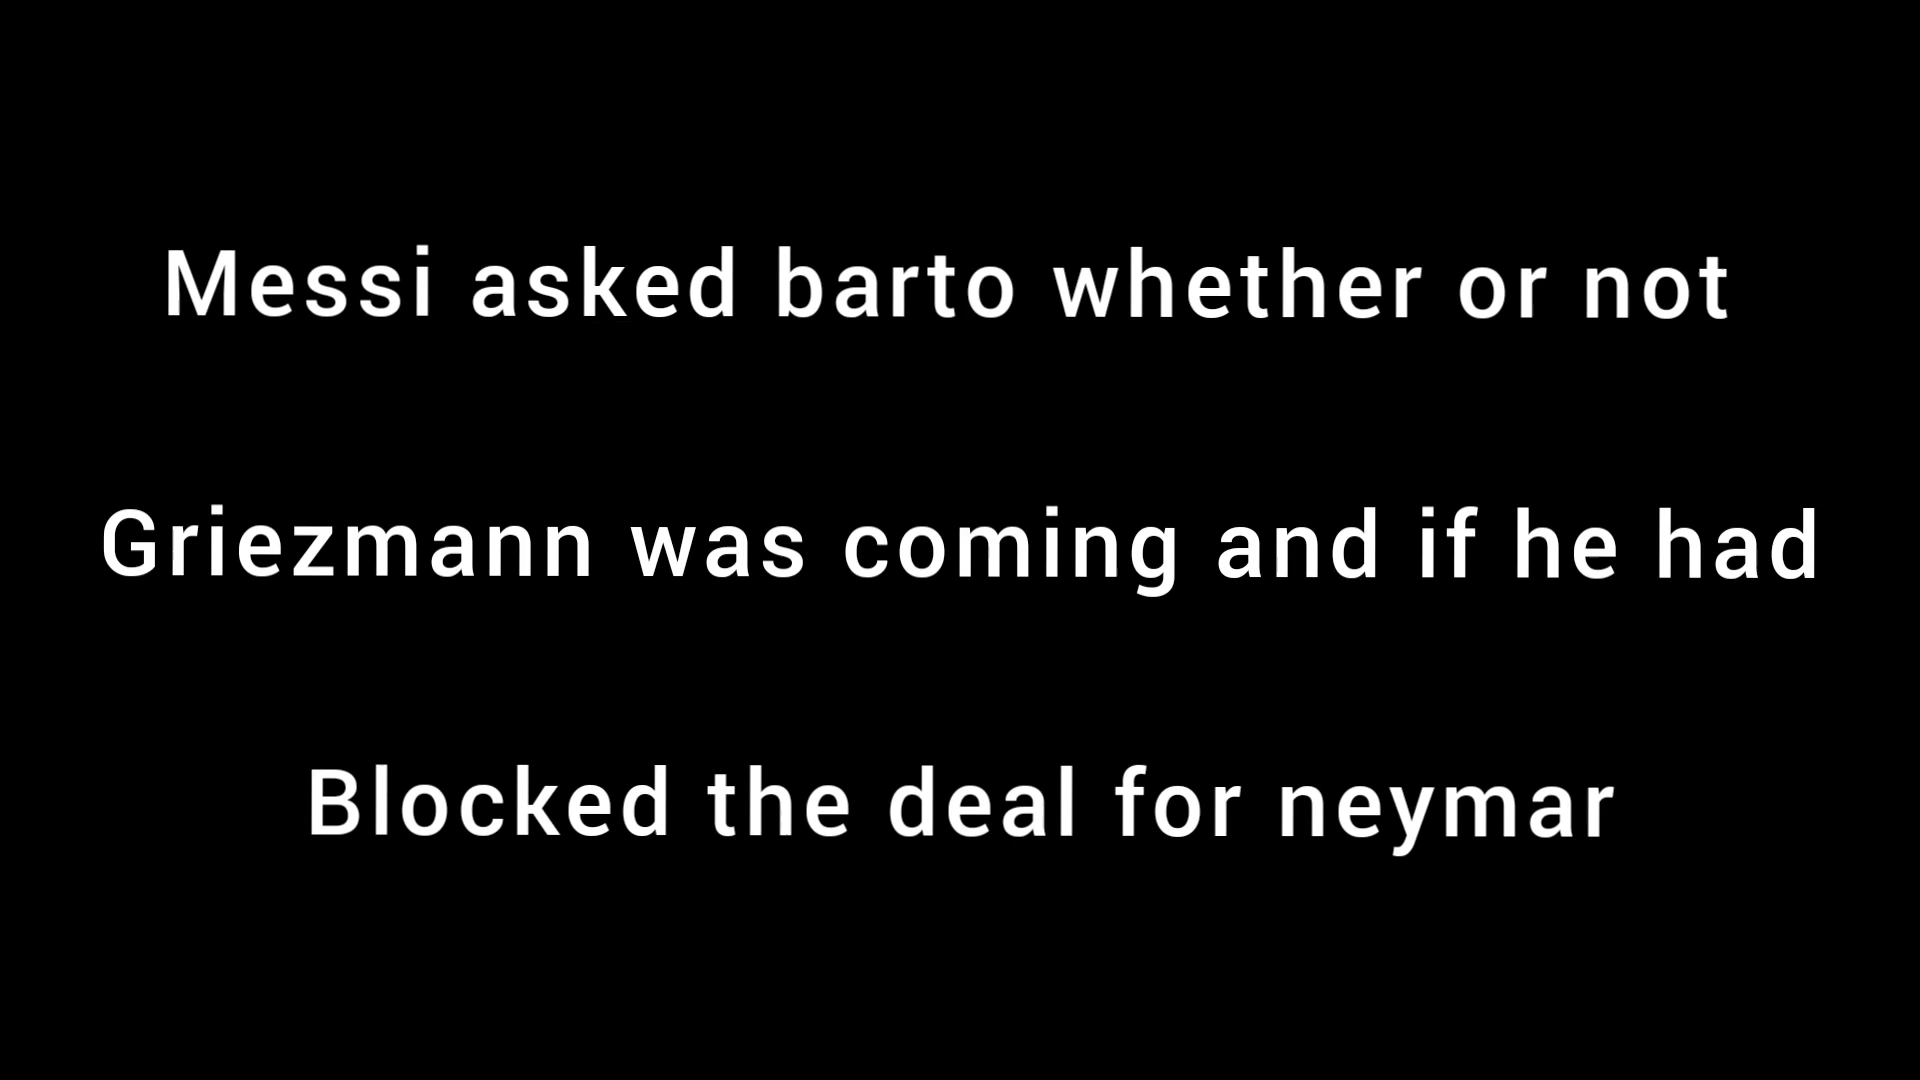 Messi asked barto whether or not
Griezmann was coming and if he had
Blocked the deal for neymar